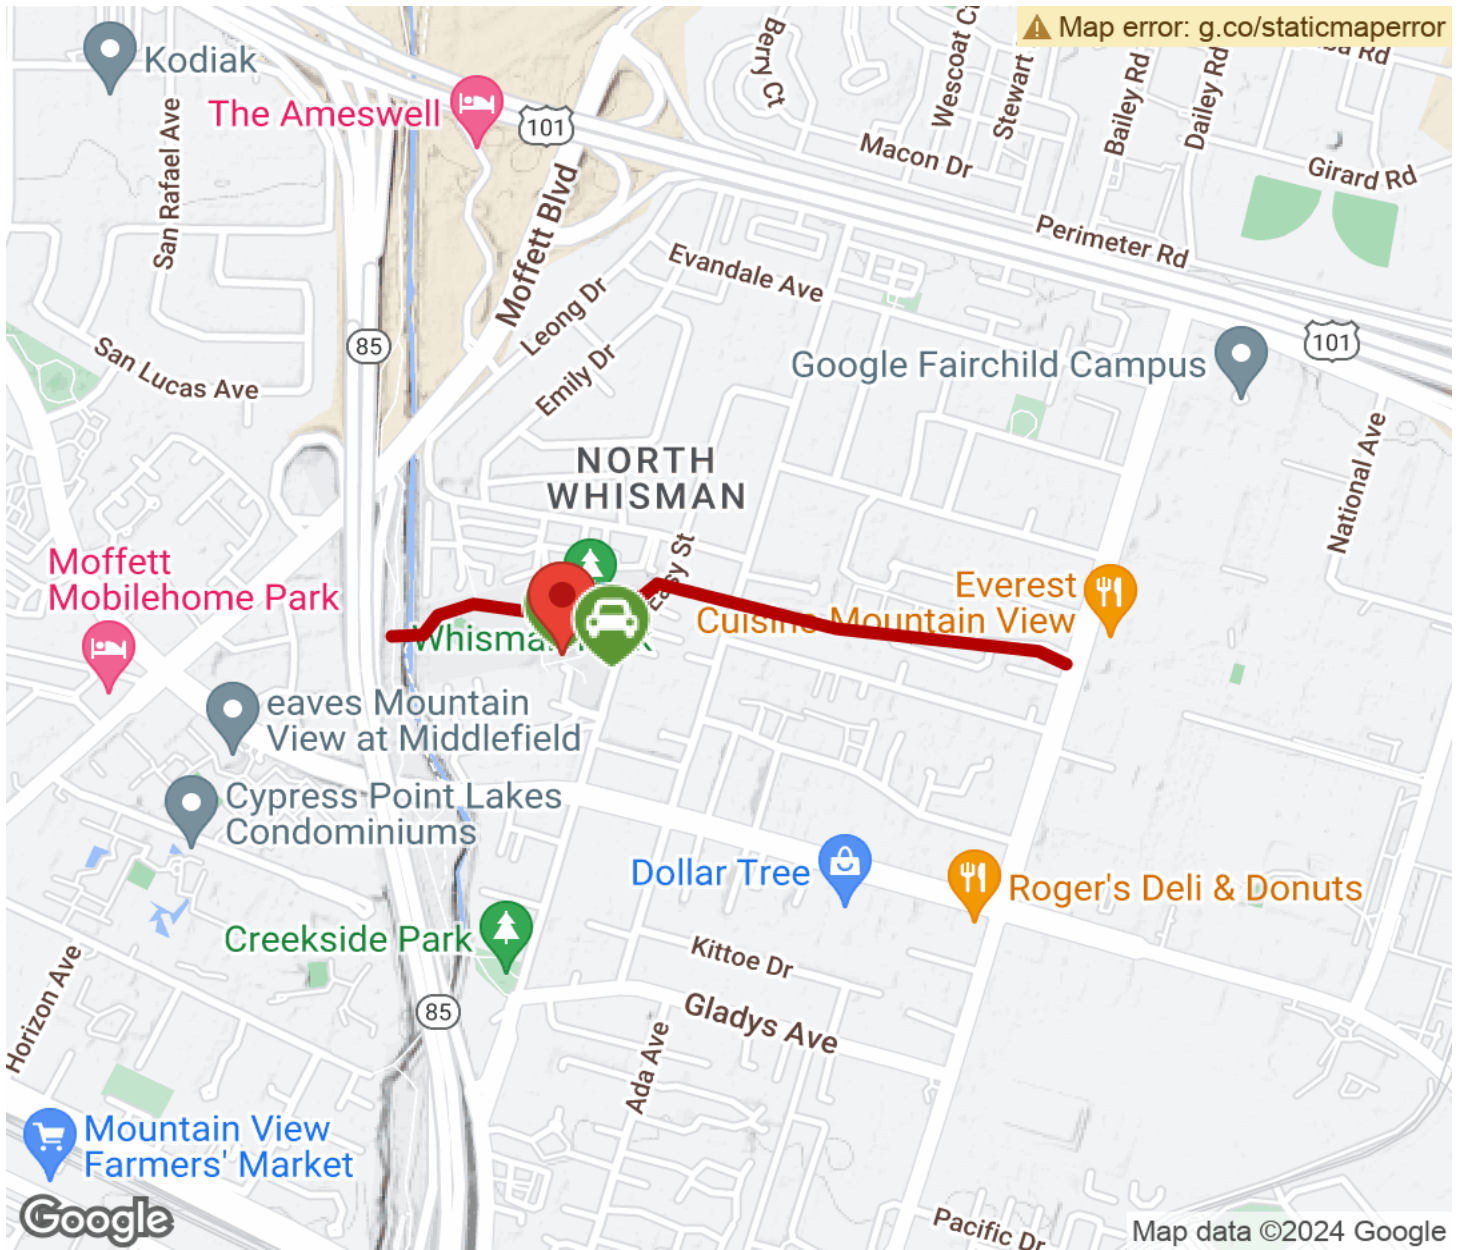 Map error: g.co/staticmaperror
Kodiak
The Ameswell
101
Berry Ct
Stewart
Bailey Rd
Dailey Rd
Macon Dr
Girard Rd
San Rafael Ave
Moffett Blvd
Perimeter Rd
Evandale Ave
Leong Dr
Emily Dr
85
101
San Lucas Ave
Google Fairchild Campus
National Ave
NORTH
WHISMAN
Easy St
Moffett
Mobilehome Park
Everest
Cuisine Mountain View
eaves Mountain
View at Middlefield
Cypress Point Lakes
Condominiums
Dollar Tree
Roger's Deli & Donuts
Creekside Park
Kittoe Dr
Horizon Ave
85
Gladys Ave
Ada Ave
Mountain View
Farmers' Market
Google
Pacific Dr
Map data ©2024 Google